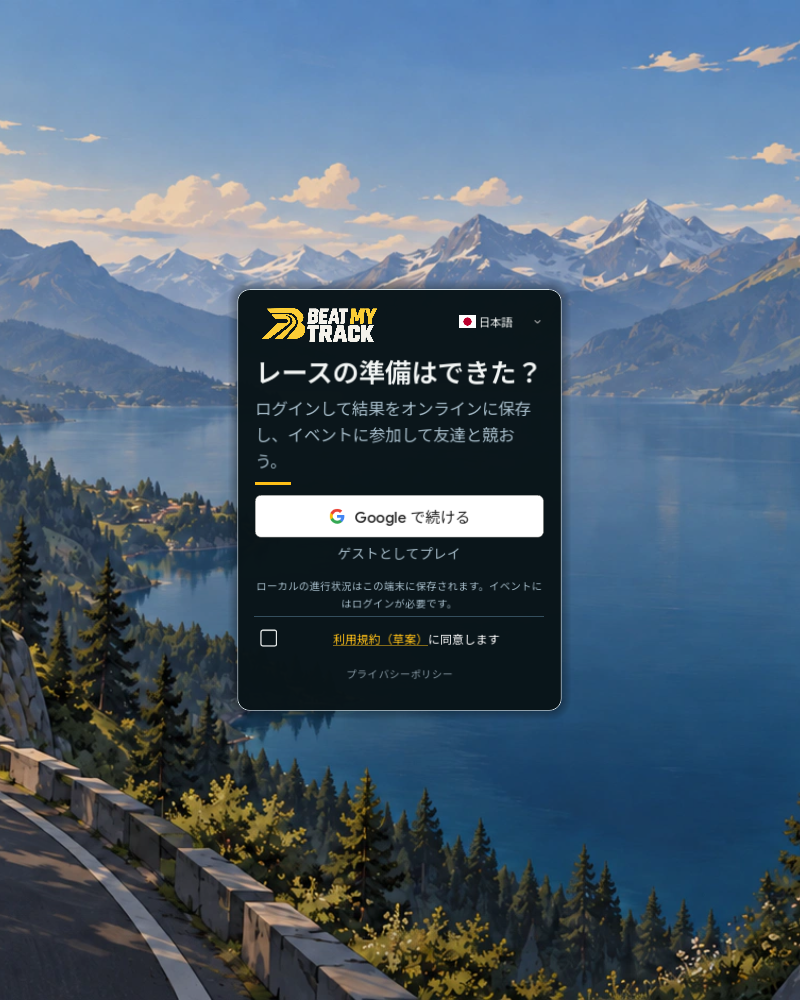 BEAT MY
TRACK
日本語
レースの準備はできた？
ログインして結果をオンラインに保存
し、イベントに参加して友達と競お
う。
Google で続ける
ゲストとしてプレイ
ローカルの進行状況はこの端末に保存されます。イベントに
はログインが必要です。
利用規約（草案）に同意します
プライバシーポリシー